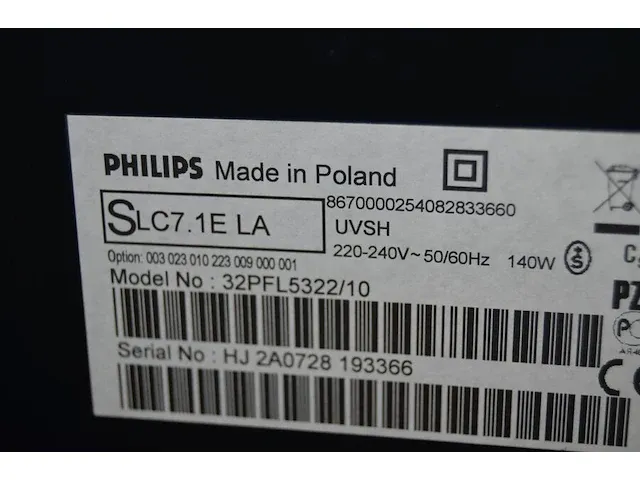 PHILIPS Made in Poland
8670000254082833660
SLC7.1E LA
UVSH
220-240V~50/60Hz 140W
Option: 003 023 010 223 009 000 001
Model No : 32PFL5322/10
Serial No : HJ 2A0728 193366